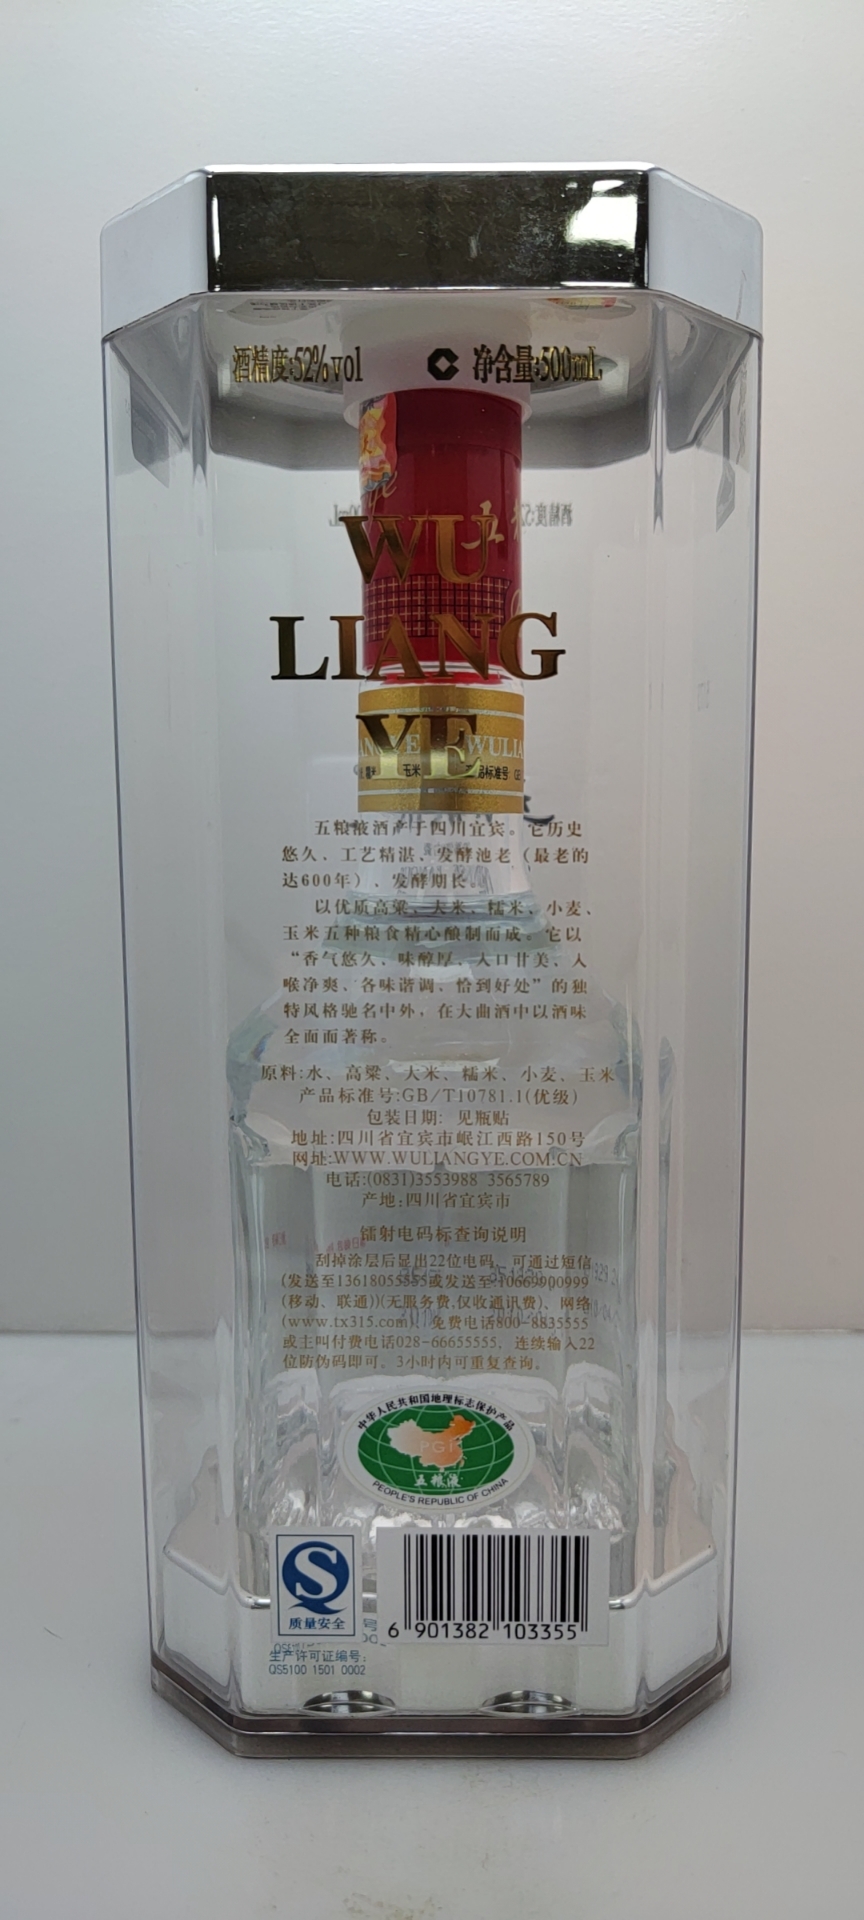 酒精度:52%vol 净含量:500mL
WU
LIANG
YE
五粮液酒产于四川宜宾。它历史
悠久、工艺精湛、发酵池老（最老的
达600年）、发酵期长。
以优质高粱、大米、糯米、小麦、
玉米五种粮食精心酿制而成。它以
“香气悠久、味醇厚、入口甘美、入
喉净爽、各味谐调、恰到好处”的独
特风格驰名中外，在大曲酒中以酒味
全面而著称。
原料:水、高粱、大米、糯米、小麦、玉米
产品标准号:GB/T10781.1(优级)
包装日期: 见瓶贴
地址:四川省宜宾市岷江西路150号
网址:WWW.WULIANGYE.COM.CN
电话:(0831)3553988 3565789
产地:四川省宜宾市
镭射电码标查询说明
刮掉涂层后显出22位电码，可通过短信
(发送至13618055555或发送至10669900999
(移动、联通))(无服务费,仅收通讯费)、网络
(www.tx315.com)、免费电话800-8835555
或主叫付费电话028-66655555，连续输入22
位防伪码即可。3小时内可重复查询。
中华人民共和国地理标志保护产品
PGI
五粮液
PEOPLE'S REPUBLIC OF CHINA
质量安全
生产许可证编号:
QS5100 1501 0002
6 901382 103355